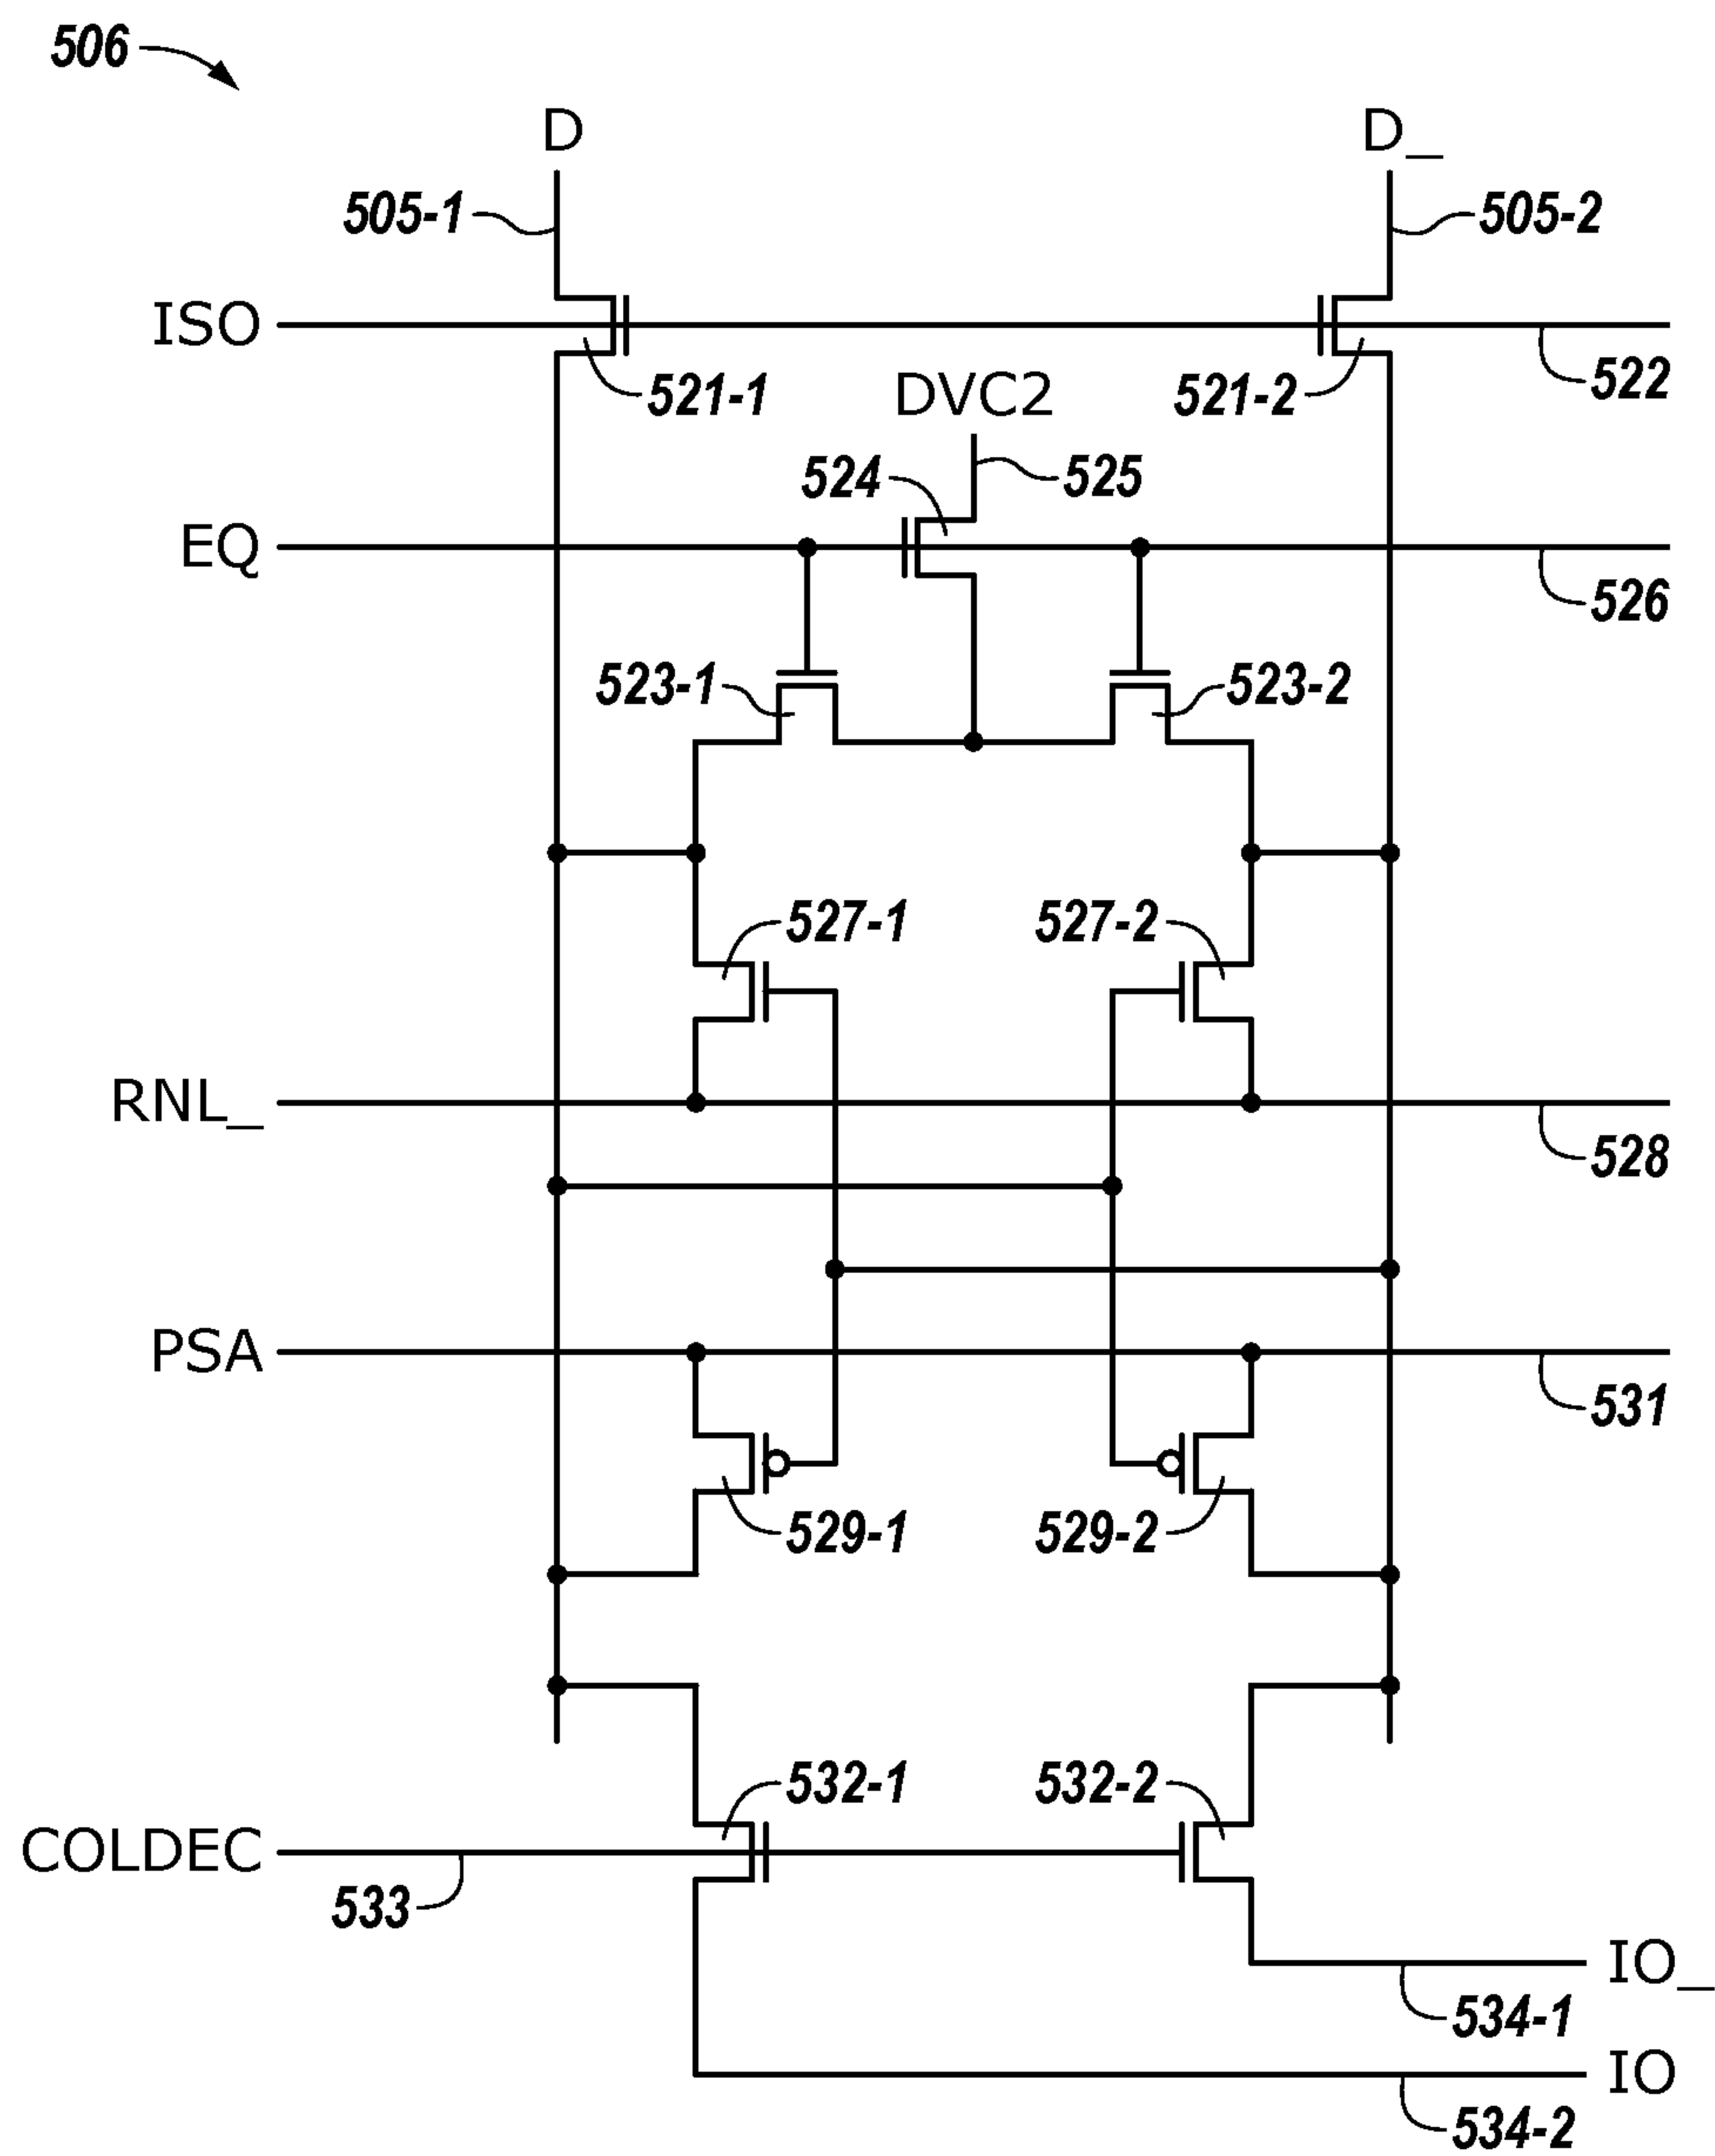 506
D D_
505-1 505-2
ISO
521-1 521-2 522
DVC2
524 525
EQ
526
523-1 523-2
527-1 527-2
RNL_
528
PSA
531
529-1 529-2
532-1 532-2
COLDEC
533
IO_
534-1
IO
534-2